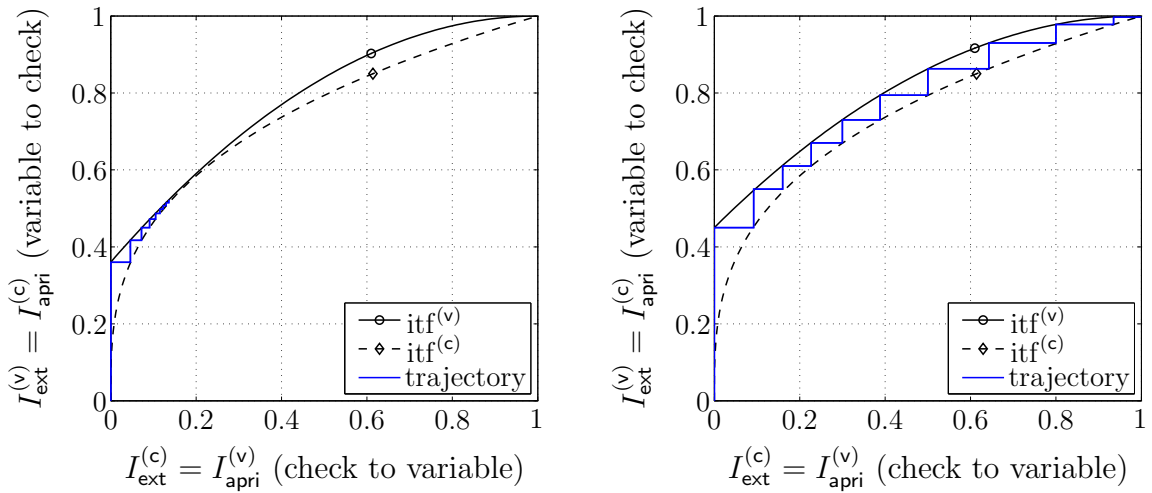 1
0.8
0.6
0.4
0.2
0
0 0.2 0.4 0.6 0.8 1
I_ext^(v) = I_apri^(c) (variable to check)
I_ext^(c) = I_apri^(v) (check to variable)
itf^(v)
itf^(c)
trajectory
1
0.8
0.6
0.4
0.2
0
0 0.2 0.4 0.6 0.8 1
I_ext^(v) = I_apri^(c) (variable to check)
I_ext^(c) = I_apri^(v) (check to variable)
itf^(v)
itf^(c)
trajectory